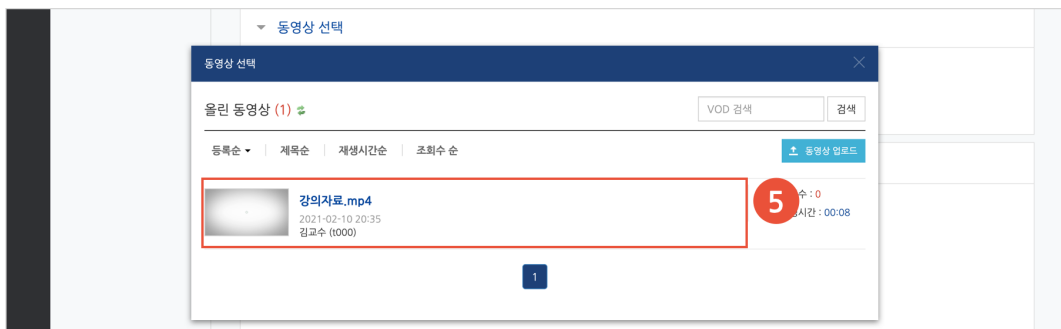 동영상 선택
동영상 선택
올린 동영상 (1)
VOD 검색
검색
등록순 제목순 재생시간순 조회수 순
동영상 업로드
강의자료.mp4
2021-02-10 20:35
김교수 (t000)
5
수 : 0
시간 : 00:08
1